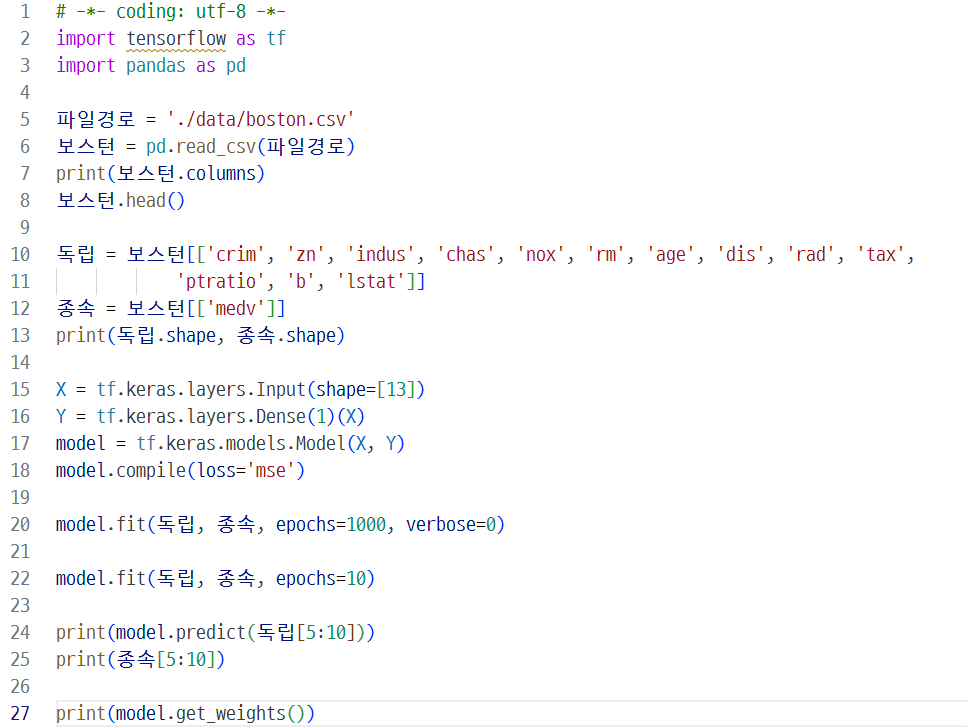 1 # -*- coding: utf-8 -*-
2 import tensorflow as tf
3 import pandas as pd
4
5 파일경로 = './data/boston.csv'
6 보스턴 = pd.read_csv(파일경로)
7 print(보스턴.columns)
8 보스턴.head()
9
10 독립 = 보스턴[['crim', 'zn', 'indus', 'chas', 'nox', 'rm', 'age', 'dis', 'rad', 'tax',
11             'ptratio', 'b', 'lstat']]
12 종속 = 보스턴[['medv']]
13 print(독립.shape, 종속.shape)
14
15 X = tf.keras.layers.Input(shape=[13])
16 Y = tf.keras.layers.Dense(1)(X)
17 model = tf.keras.models.Model(X, Y)
18 model.compile(loss='mse')
19
20 model.fit(독립, 종속, epochs=1000, verbose=0)
21
22 model.fit(독립, 종속, epochs=10)
23
24 print(model.predict(독립[5:10]))
25 print(종속[5:10])
26
27 print(model.get_weights())